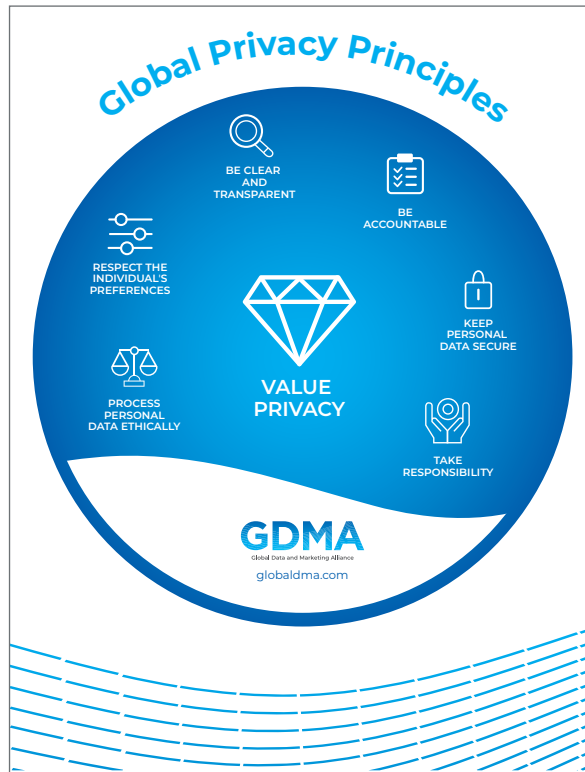 Global Privacy Principles
BE CLEAR
AND
TRANSPARENT
BE
ACCOUNTABLE
RESPECT THE
INDIVIDUAL'S
PREFERENCES
KEEP
PERSONAL
DATA SECURE
VALUE
PRIVACY
PROCESS
PERSONAL
DATA ETHICALLY
TAKE
RESPONSIBILITY
GDMA
Global Data and Marketing Alliance
globaldma.com